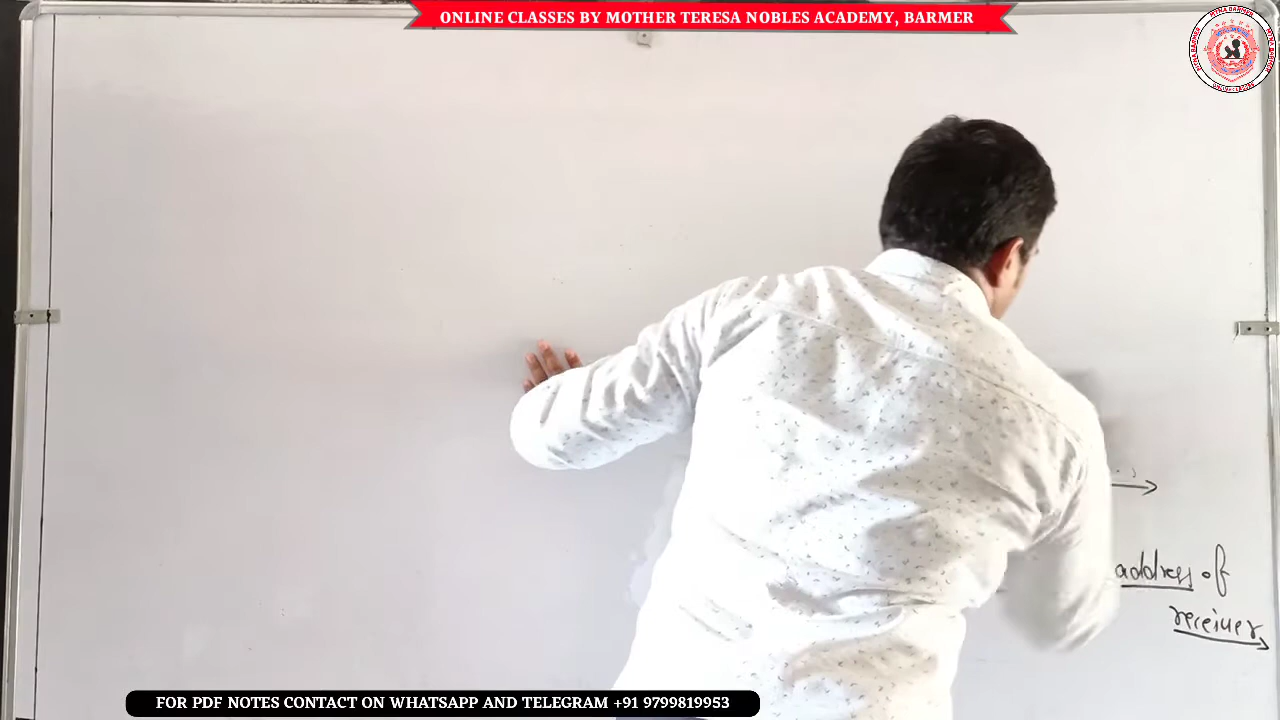 ONLINE CLASSES BY MOTHER TERESA NOBLES ACADEMY, BARMER
address of
receiver
FOR PDF NOTES CONTACT ON WHATSAPP AND TELEGRAM +91 9799819953